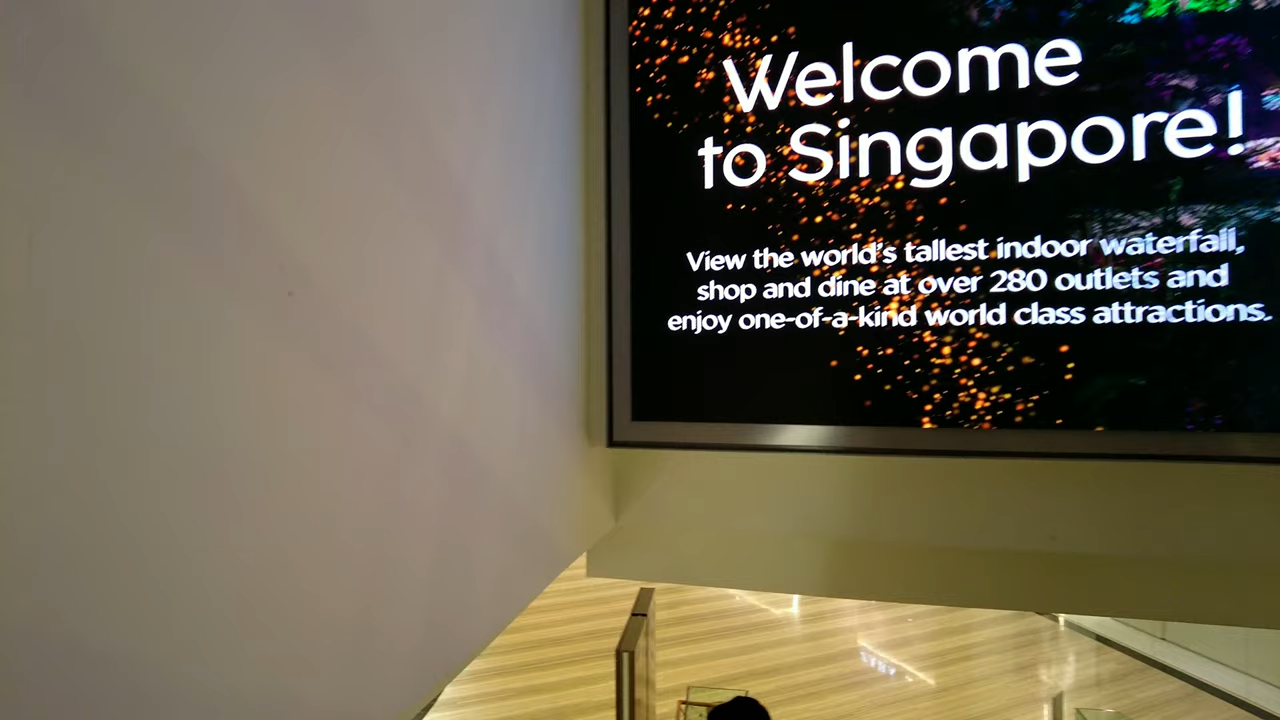 Welcome
to Singapore!
View the world's tallest indoor waterfall,
shop and dine at over 280 outlets and
enjoy one-of-a-kind world class attractions.